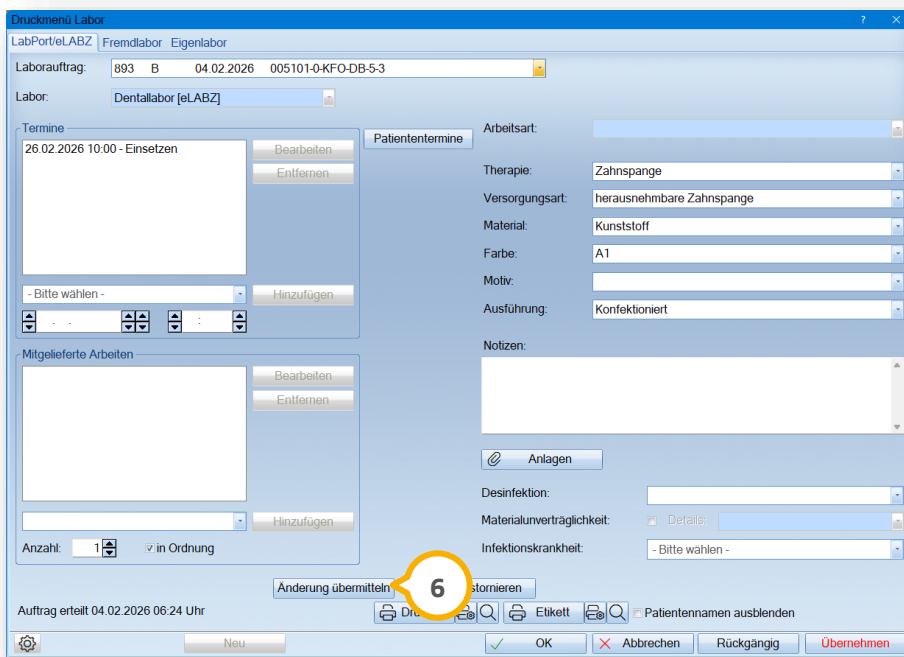 Druckmenü Labor
LabPort/eLABZ Fremdlabor Eigenlabor
Laborauftrag: 893 B 04.02.2026 005101-0-KFO-DB-5-3
Labor: Dentallabor [eLABZ]
Termine
26.02.2026 10:00 - Einsetzen
Bearbeiten
Entfernen
- Bitte wählen -
Hinzufügen
. . :
Patiententermine
Mitgelieferte Arbeiten
Bearbeiten
Entfernen
Hinzufügen
Anzahl: 1 in Ordnung
Arbeitsart:
Therapie: Zahnspange
Versorgungsart: herausnehmbare Zahnspange
Material: Kunststoff
Farbe: A1
Motiv:
Ausführung: Konfektioniert
Notizen:
Anlagen
Desinfektion:
Materialunverträglichkeit: Details:
Infektionskrankheit: - Bitte wählen -
Änderung übermitteln 6 stornieren
Auftrag erteilt 04.02.2026 06:24 Uhr
Etikett Patientennamen ausblenden
Neu OK Abbrechen Rückgängig Übernehmen